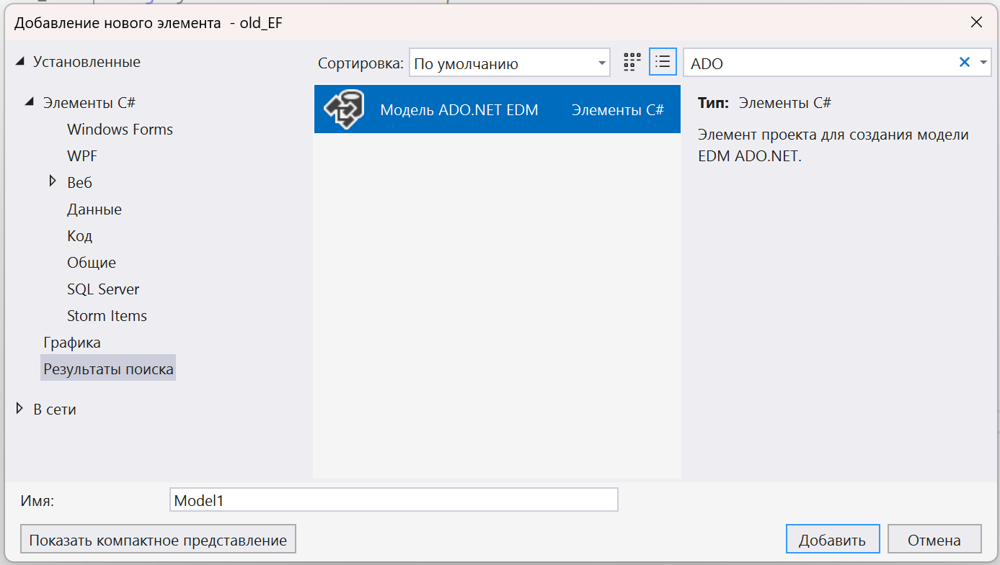 Добавление нового элемента - old_EF
Установленные
Элементы C#
Windows Forms
WPF
Веб
Данные
Код
Общие
SQL Server
Storm Items
Графика
Результаты поиска
В сети
Сортировка: По умолчанию
ADO
Модель ADO.NET EDM Элементы C#
Тип: Элементы C#
Элемент проекта для создания модели
EDM ADO.NET.
Имя: Model1
Показать компактное представление
Добавить
Отмена